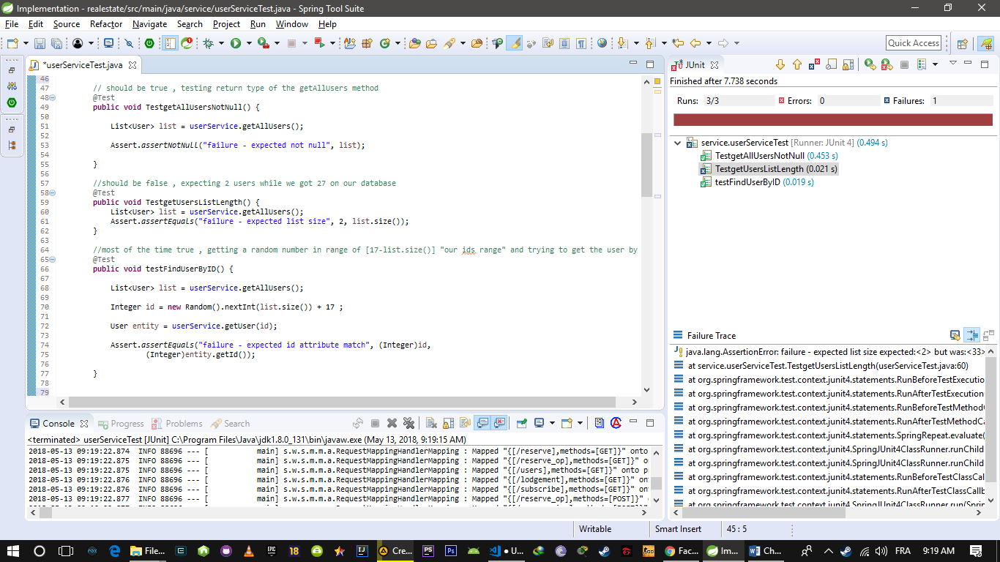 Implementation - realestate/src/main/java/service/userServiceTest.java - Spring Tool Suite
File Edit Source Refactor Navigate Search Project Run Window Help
Quick Access
*userServiceTest.java
46
47 // should be true , testing return type of the getAllUsers method
48 @Test
49 public void TestgetAllUsersNotNull() {
50
51 List<User> list = userService.getAllUsers();
52
53 Assert.assertNotNull("failure - expected not null", list);
54
55 }
56
57 //should be false , expecting 2 users while we got 27 on our database
58 @Test
59 public void TestgetUsersListLength() {
60 List<User> list = userService.getAllUsers();
61 Assert.assertEquals("failure - expected list size", 2, list.size());
62 }
63
64 //most of the time true , getting a random number in range of [17-list.size()] "our ids range" and trying to get the user by
65 @Test
66 public void testFindUserByID() {
67
68 List<User> list = userService.getAllUsers();
69
70 Integer id = new Random().nextInt(list.size()) + 17 ;
71
72 User entity = userService.getUser(id);
73
74 Assert.assertEquals("failure - expected id attribute match", (Integer)id,
75 (Integer)entity.getId());
76
77 }
78
79
JUnit
Finished after 7.738 seconds
Runs: 3/3 Errors: 0 Failures: 1
service.userServiceTest [Runner: JUnit 4] (0.494 s)
TestgetAllUsersNotNull (0.453 s)
TestgetUsersListLength (0.021 s)
testFindUserByID (0.019 s)
Failure Trace
java.lang.AssertionError: failure - expected list size expected:<2> but was:<33>
at service.userServiceTest.TestgetUsersListLength(userServiceTest.java:60)
at org.springframework.test.context.junit4.statements.RunBeforeTestExecutio
at org.springframework.test.context.junit4.statements.RunAfterTestExecution
at org.springframework.test.context.junit4.statements.RunBeforeTestMethod
at org.springframework.test.context.junit4.statements.RunAfterTestMethodCa
at org.springframework.test.context.junit4.statements.SpringRepeat.evaluate(
at org.springframework.test.context.junit4.SpringJUnit4ClassRunner.runChild
at org.springframework.test.context.junit4.SpringJUnit4ClassRunner.runChild
at org.springframework.test.context.junit4.statements.RunBeforeTestClassCal
at org.springframework.test.context.junit4.statements.RunAfterTestClassCallb
at org.springframework.test.context.junit4.SpringJUnit4ClassRunner.run(Sprin
Console Progress Problems Search
<terminated> userServiceTest [JUnit] C:\Program Files\Java\jdk1.8.0_131\bin\javaw.exe (May 13, 2018, 9:19:15 AM)
2018-05-13 09:19:22.874 INFO 88696 --- [ main] s.w.s.m.m.a.RequestMappingHandlerMapping : Mapped "{[/reserve],methods=[GET]}" onto
2018-05-13 09:19:22.875 INFO 88696 --- [ main] s.w.s.m.m.a.RequestMappingHandlerMapping : Mapped "{[/reserve_op],methods=[GET]}" o
2018-05-13 09:19:22.875 INFO 88696 --- [ main] s.w.s.m.m.a.RequestMappingHandlerMapping : Mapped "{[/users],methods=[GET]}" onto p
2018-05-13 09:19:22.876 INFO 88696 --- [ main] s.w.s.m.m.a.RequestMappingHandlerMapping : Mapped "{[/lodgement],methods=[GET]}" on
2018-05-13 09:19:22.876 INFO 88696 --- [ main] s.w.s.m.m.a.RequestMappingHandlerMapping : Mapped "{[/subscribe],methods=[GET]}" on
2018-05-13 09:19:22.877 INFO 88696 --- [ main] s.w.s.m.m.a.RequestMappingHandlerMapping : Mapped "{[/reserve_op],methods=[POST]}"
Writable Smart Insert 45 : 5
File... EPIC 18 IJ Cre... PS Ps U... Fac... Im... Ch... FRA 9:19 AM